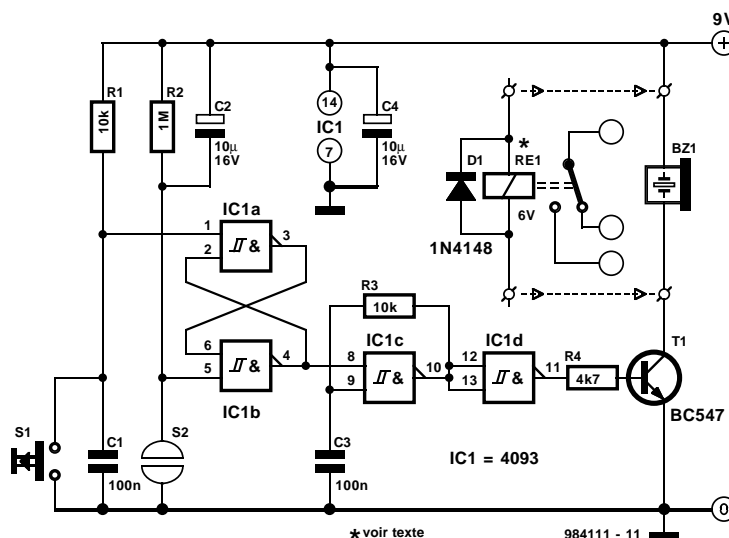 9V
R1
R2
C2
C4
10k
1M
14
IC1
7
10µ
16V
10µ
16V
*
D1
RE1
BZ1
6V
1N4148
IC1a
1
2
&
3
R3
10k
6
5
&
4
IC1b
IC1c
8
9
&
10
IC1d
12
13
&
11
R4
4k7
T1
BC547
S1
C1
100n
S2
C3
100n
IC1 = 4093
0
*voir texte
984111 - 11